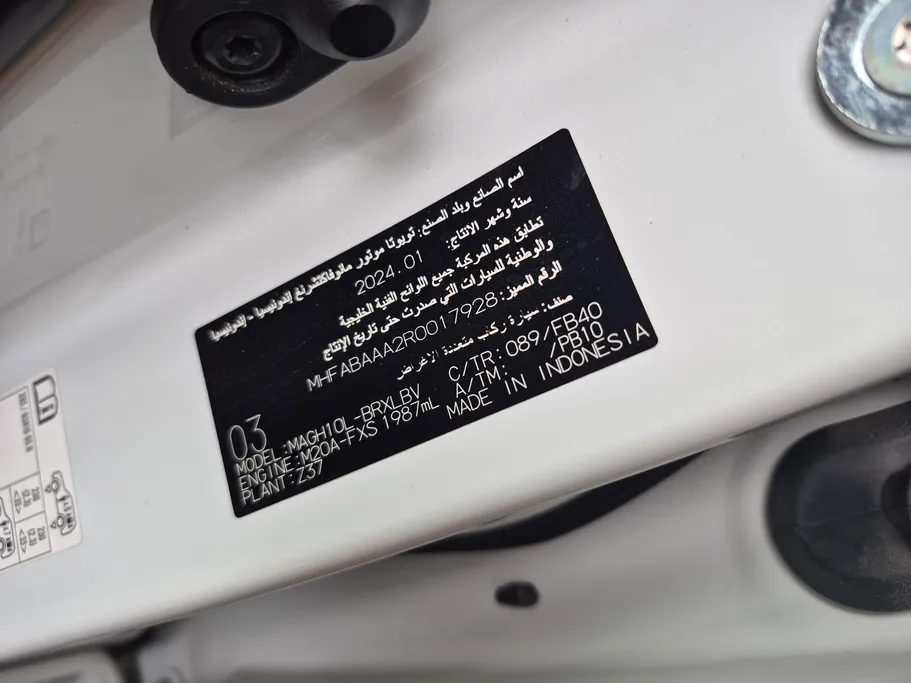 اسم الصانع وبلد الصنع: تويوتا موتور مانوفاكتشرنغ إندونيسيا - إندونيسيا
سنة وشهر الانتاج: 2024.01
تطابق هذه المركبة جميع اللوائح الفنية الخليجية
والوطنية للسيارات التي صدرت حتى تاريخ الإنتاج
الرقم المميز: MHFABAAA2R0017928
صنف: سيارة ركاب متعددة الأغراض
03
MODEL:MAGH10L-BRXLBV C/TR:089/FB40
ENGINE:M20A-FXS 1987mL A/TM: /PB10
PLANT:Z37 MADE IN INDONESIA